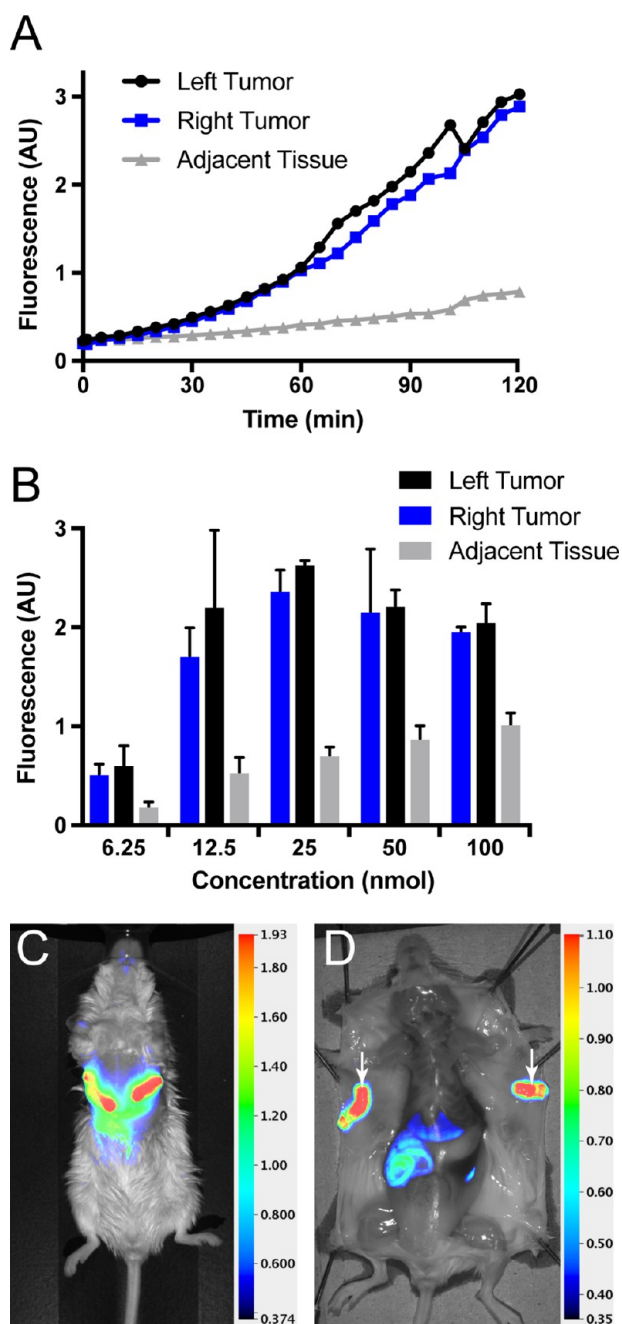 A
Left Tumor
Right Tumor
Adjacent Tissue
3
2
1
0
Fluorescence (AU)
0 30 60 90 120
Time (min)
B
Left Tumor
Right Tumor
Adjacent Tissue
3
2
1
0
Fluorescence (AU)
6.25 12.5 25 50 100
Concentration (nmol)
C
1.93
1.80
1.60
1.40
1.20
1.00
0.800
0.600
0.374
D
1.10
1.00
0.90
0.80
0.70
0.60
0.50
0.40
0.35